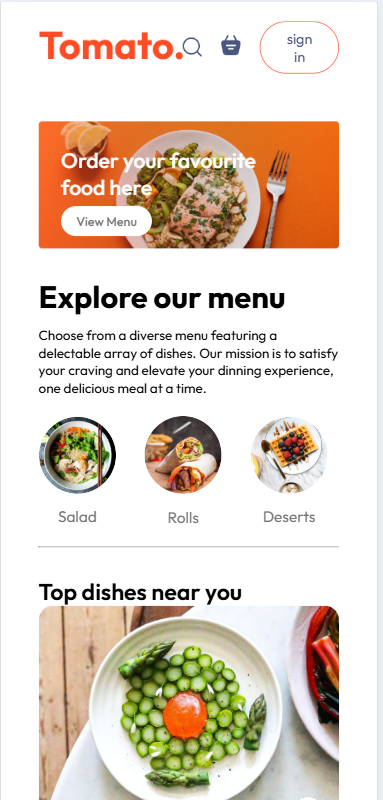 Tomato.
sign
in
Order your favourite
food here
View Menu
Explore our menu
Choose from a diverse menu featuring a
delectable array of dishes. Our mission is to satisfy
your craving and elevate your dinning experience,
one delicious meal at a time.
Salad
Rolls
Deserts
Top dishes near you